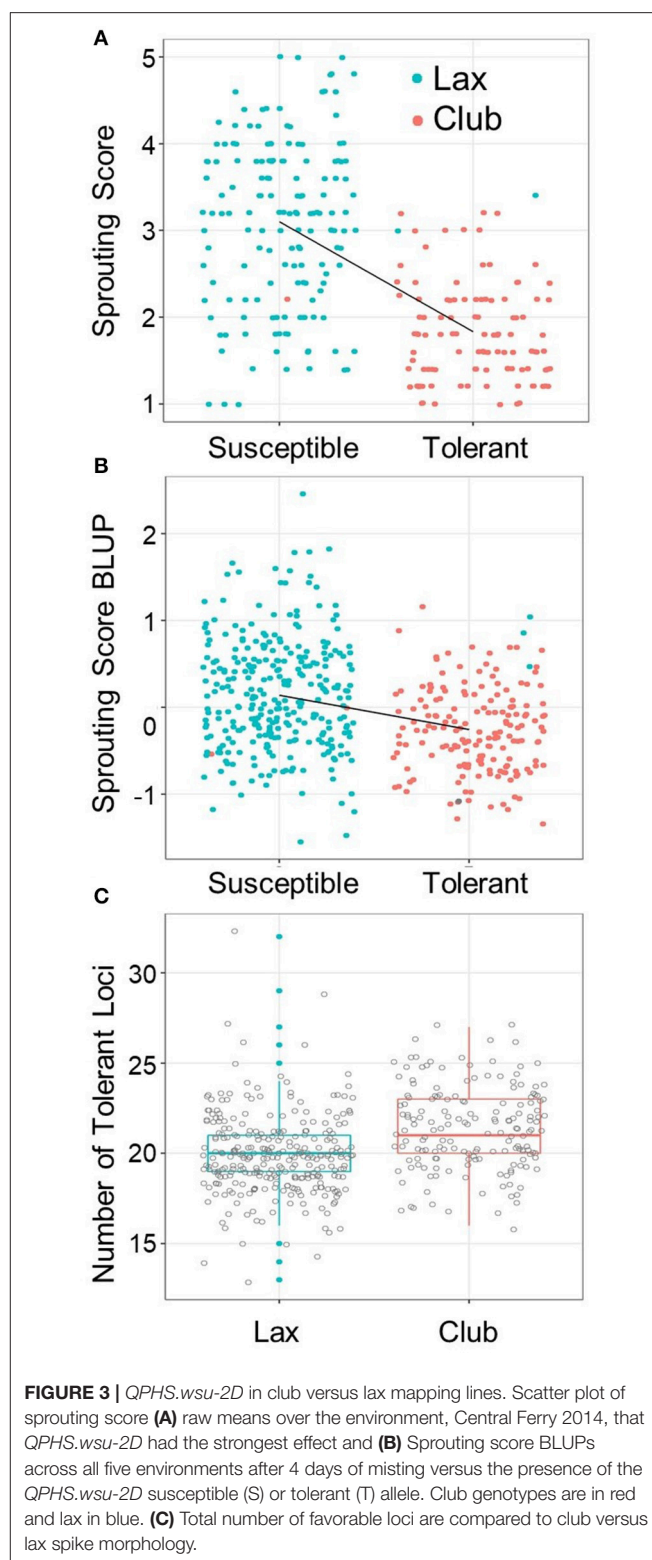 A
Sprouting Score
5
4
3
2
1
Lax
Club
Susceptible
Tolerant
B
Sprouting Score BLUP
2
1
0
-1
Susceptible
Tolerant
C
Number of Tolerant Loci
30
25
20
15
Lax
Club
FIGURE 3 | QPHS.wsu-2D in club versus lax mapping lines. Scatter plot of
sprouting score (A) raw means over the environment, Central Ferry 2014, that
QPHS.wsu-2D had the strongest effect and (B) Sprouting score BLUPs
across all five environments after 4 days of misting versus the presence of the
QPHS.wsu-2D susceptible (S) or tolerant (T) allele. Club genotypes are in red
and lax in blue. (C) Total number of favorable loci are compared to club versus
lax spike morphology.